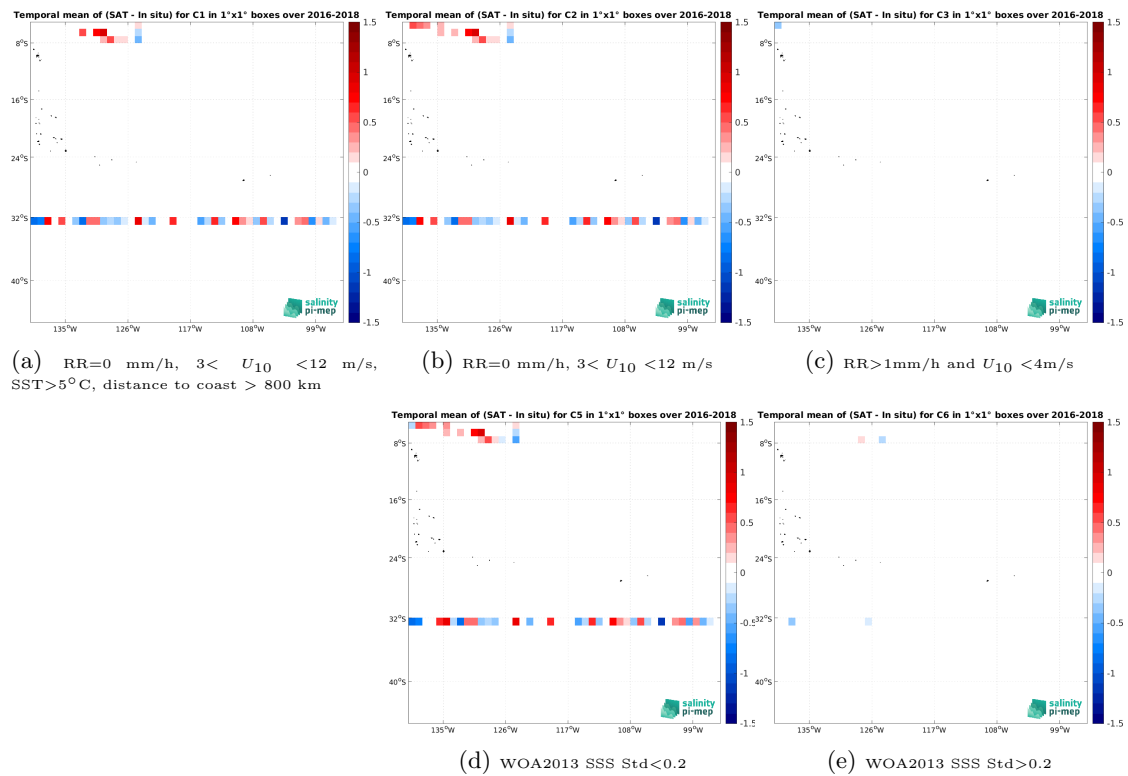 Temporal mean of (SAT - In situ) for C1 in 1°x1° boxes over 2016-2018
8°S
16°S
24°S
32°S
40°S
135°W
126°W
117°W
108°W
99°W
1.5
1
0.5
0
-0.5
-1
-1.5
salinity
pi-mep
(a) RR=0 mm/h, 3< U10 <12 m/s,
SST>5°C, distance to coast > 800 km
Temporal mean of (SAT - In situ) for C2 in 1°x1° boxes over 2016-2018
8°S
16°S
24°S
32°S
40°S
135°W
126°W
117°W
108°W
99°W
1.5
1
0.5
0
-0.5
-1
-1.5
salinity
pi-mep
(b) RR=0 mm/h, 3< U10 <12 m/s
Temporal mean of (SAT - In situ) for C3 in 1°x1° boxes over 2016-2018
8°S
16°S
24°S
32°S
40°S
135°W
126°W
117°W
108°W
99°W
1.5
1
0.5
0
-0.5
-1
-1.5
salinity
pi-mep
(c) RR>1mm/h and U10 <4m/s
Temporal mean of (SAT - In situ) for C5 in 1°x1° boxes over 2016-2018
8°S
16°S
24°S
32°S
40°S
135°W
126°W
117°W
108°W
99°W
1.5
1
0.5
0
-0.5
-1
-1.5
salinity
pi-mep
(d) WOA2013 SSS Std<0.2
Temporal mean of (SAT - In situ) for C6 in 1°x1° boxes over 2016-2018
8°S
16°S
24°S
32°S
40°S
135°W
126°W
117°W
108°W
99°W
1.5
1
0.5
0
-0.5
-1
-1.5
salinity
pi-mep
(e) WOA2013 SSS Std>0.2